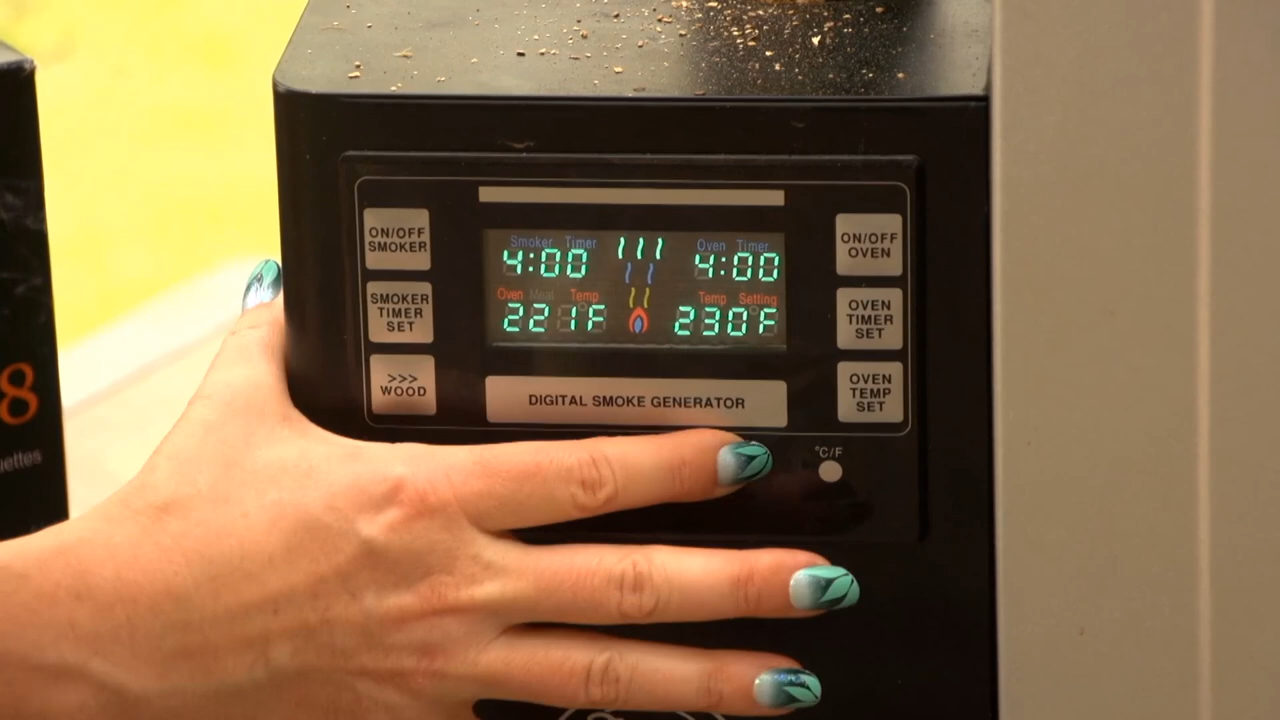 ON/OFF
SMOKER
SMOKER
TIMER
SET
>>>
WOOD
Smoker Timer
4:00
Oven Timer
4:00
Oven Meat Temp
221F
Temp Setting
230F
DIGITAL SMOKE GENERATOR
ON/OFF
OVEN
OVEN
TIMER
SET
OVEN
TEMP
SET
°C/F
8